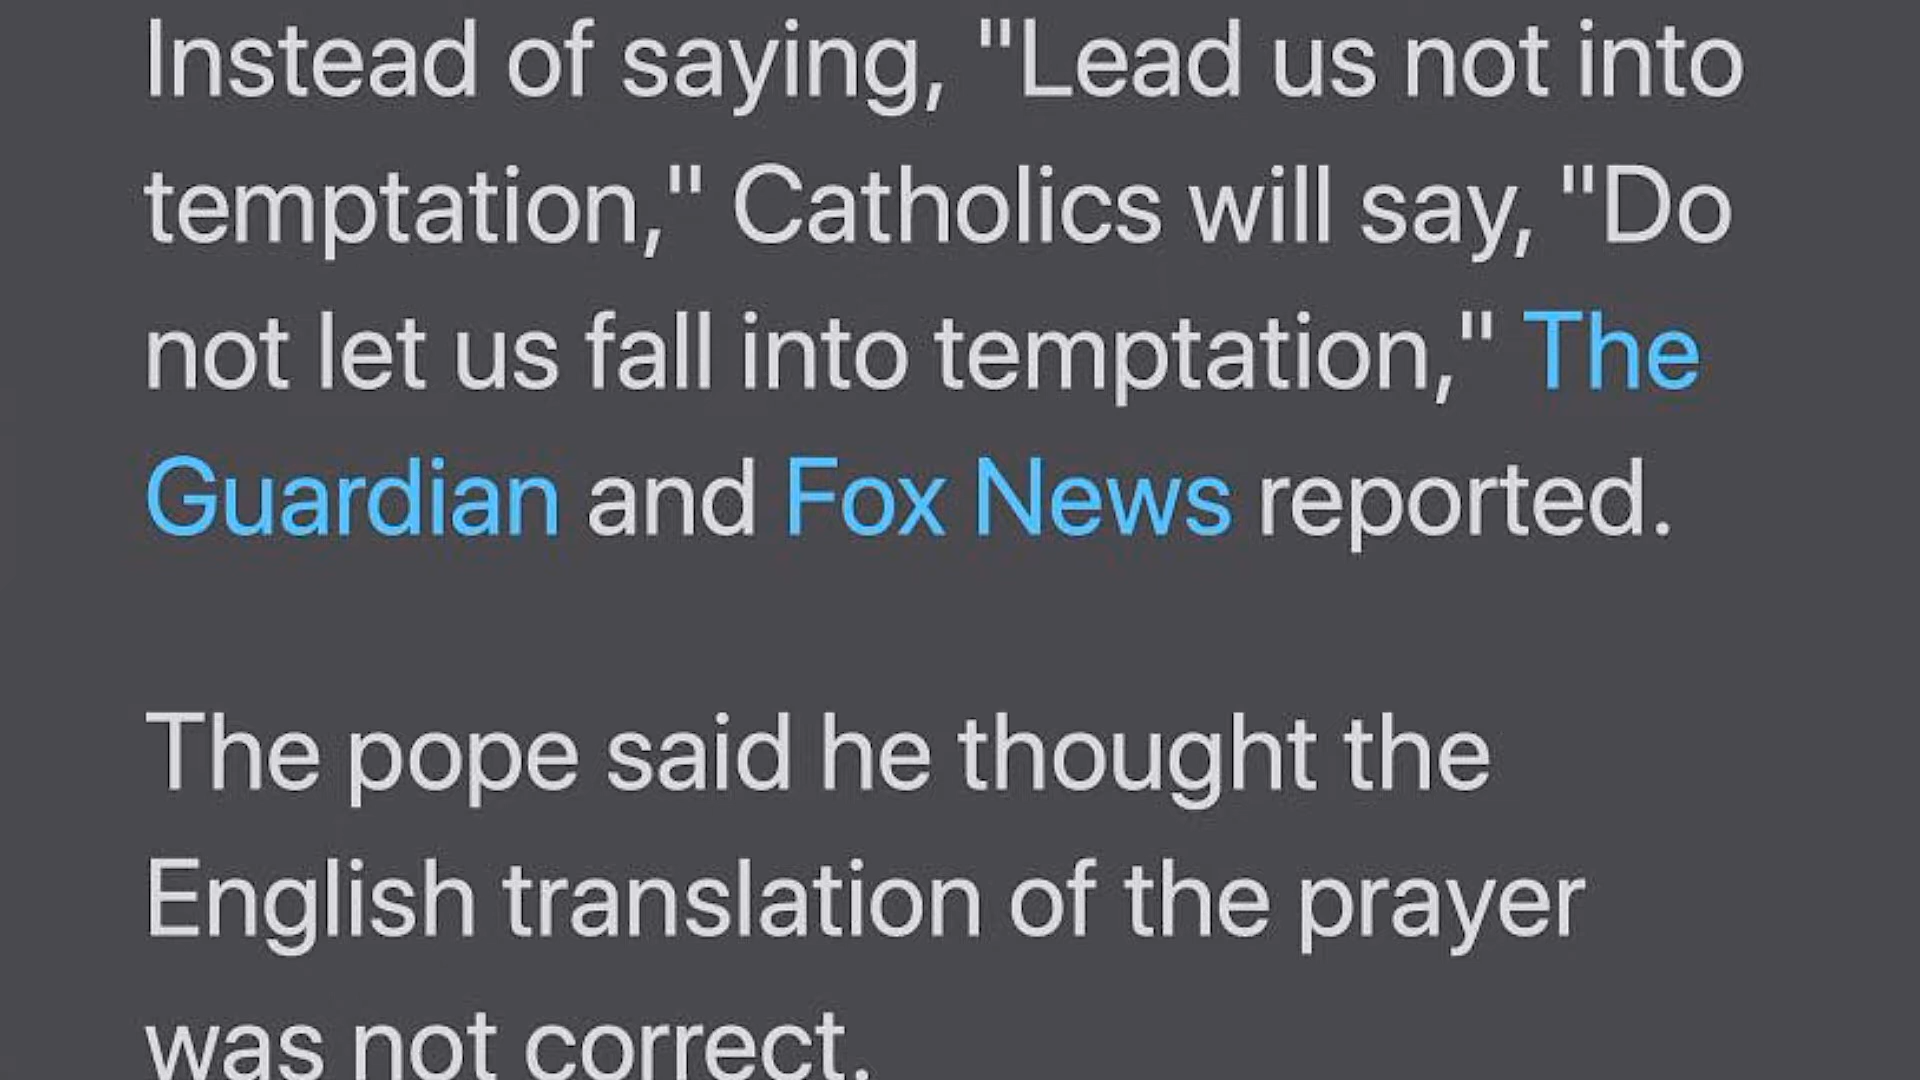 Instead of saying, "Lead us not into
temptation," Catholics will say, "Do
not let us fall into temptation," The
Guardian and Fox News reported.
The pope said he thought the
English translation of the prayer
was not correct.